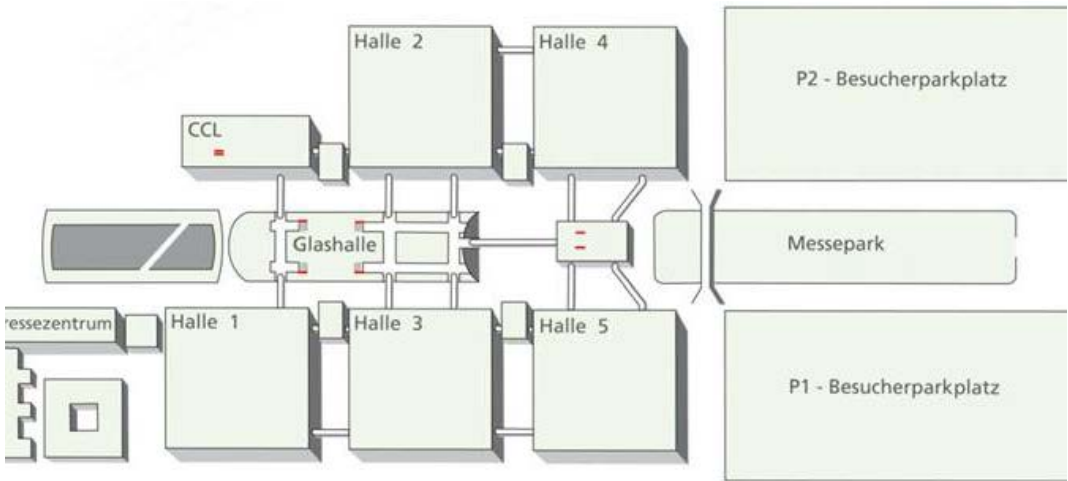 Halle 2
Halle 4
P2 - Besucherparkplatz
CCL
Glashalle
Messepark
ressezentrum
Halle 1
Halle 3
Halle 5
P1 - Besucherparkplatz